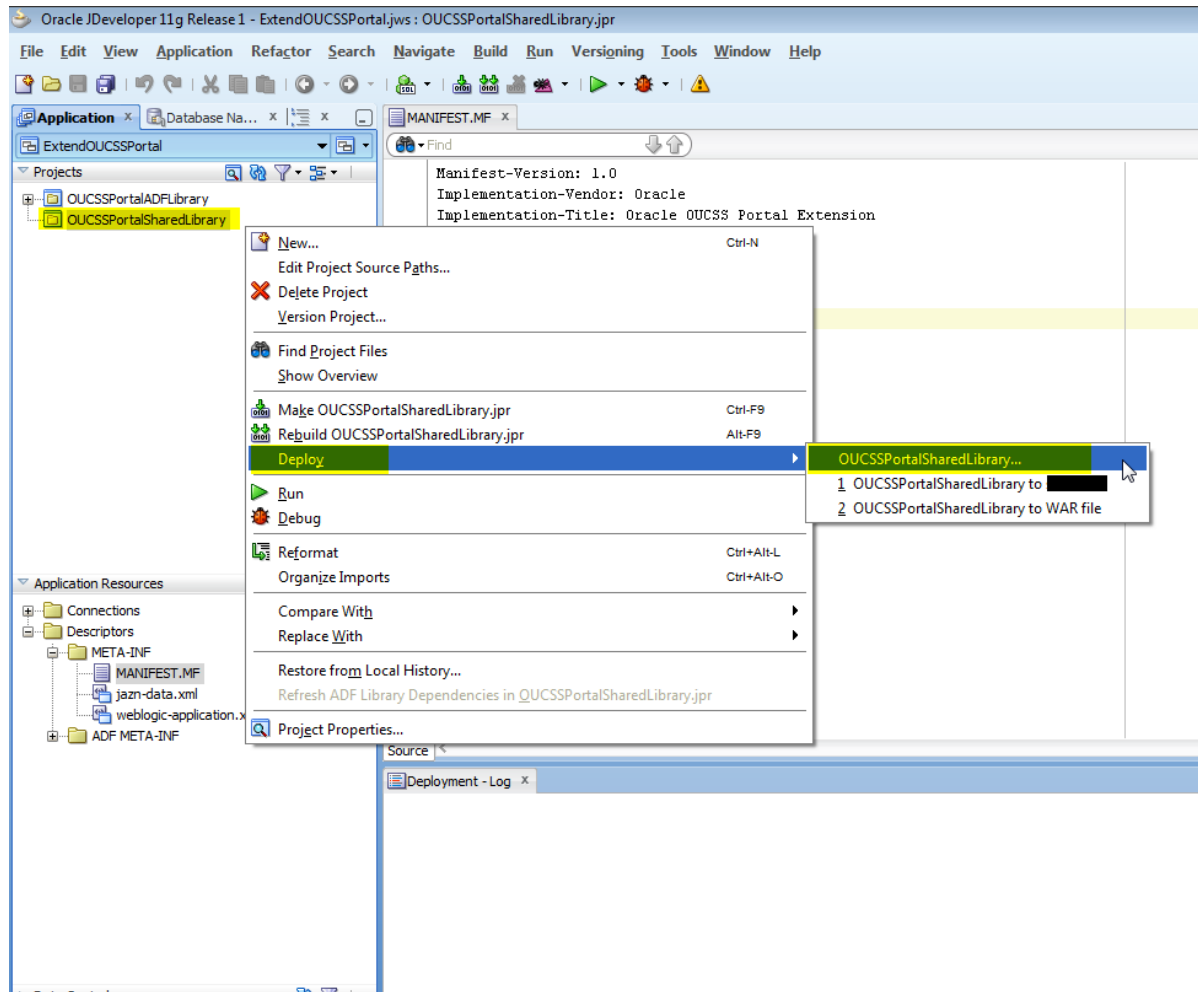 Oracle JDeveloper 11g Release 1 - ExtendOUCSSPortal.jws : OUCSSPortalSharedLibrary.jpr
File Edit View Application Refactor Search Navigate Build Run Versioning Tools Window Help
Application Database Na... MANIFEST.MF
ExtendOUCSSPortal Find
Projects
OUCSSPortalADFLibrary
OUCSSPortalSharedLibrary
Manifest-Version: 1.0
Implementation-Vendor: Oracle
Implementation-Title: Oracle OUCSS Portal Extension
New... Ctrl-N
Edit Project Source Paths...
Delete Project
Version Project...
Find Project Files
Show Overview
Make OUCSSPortalSharedLibrary.jpr Ctrl-F9
Rebuild OUCSSPortalSharedLibrary.jpr Alt-F9
Deploy
OUCSSPortalSharedLibrary...
1 OUCSSPortalSharedLibrary to
2 OUCSSPortalSharedLibrary to WAR file
Run
Debug
Reformat Ctrl+Alt-L
Organize Imports Ctrl+Alt-O
Compare With
Replace With
Restore from Local History...
Refresh ADF Library Dependencies in OUCSSPortalSharedLibrary.jpr
Project Properties...
Application Resources
Connections
Descriptors
META-INF
MANIFEST.MF
jazn-data.xml
weblogic-application.x
ADF META-INF
Source
Deployment - Log